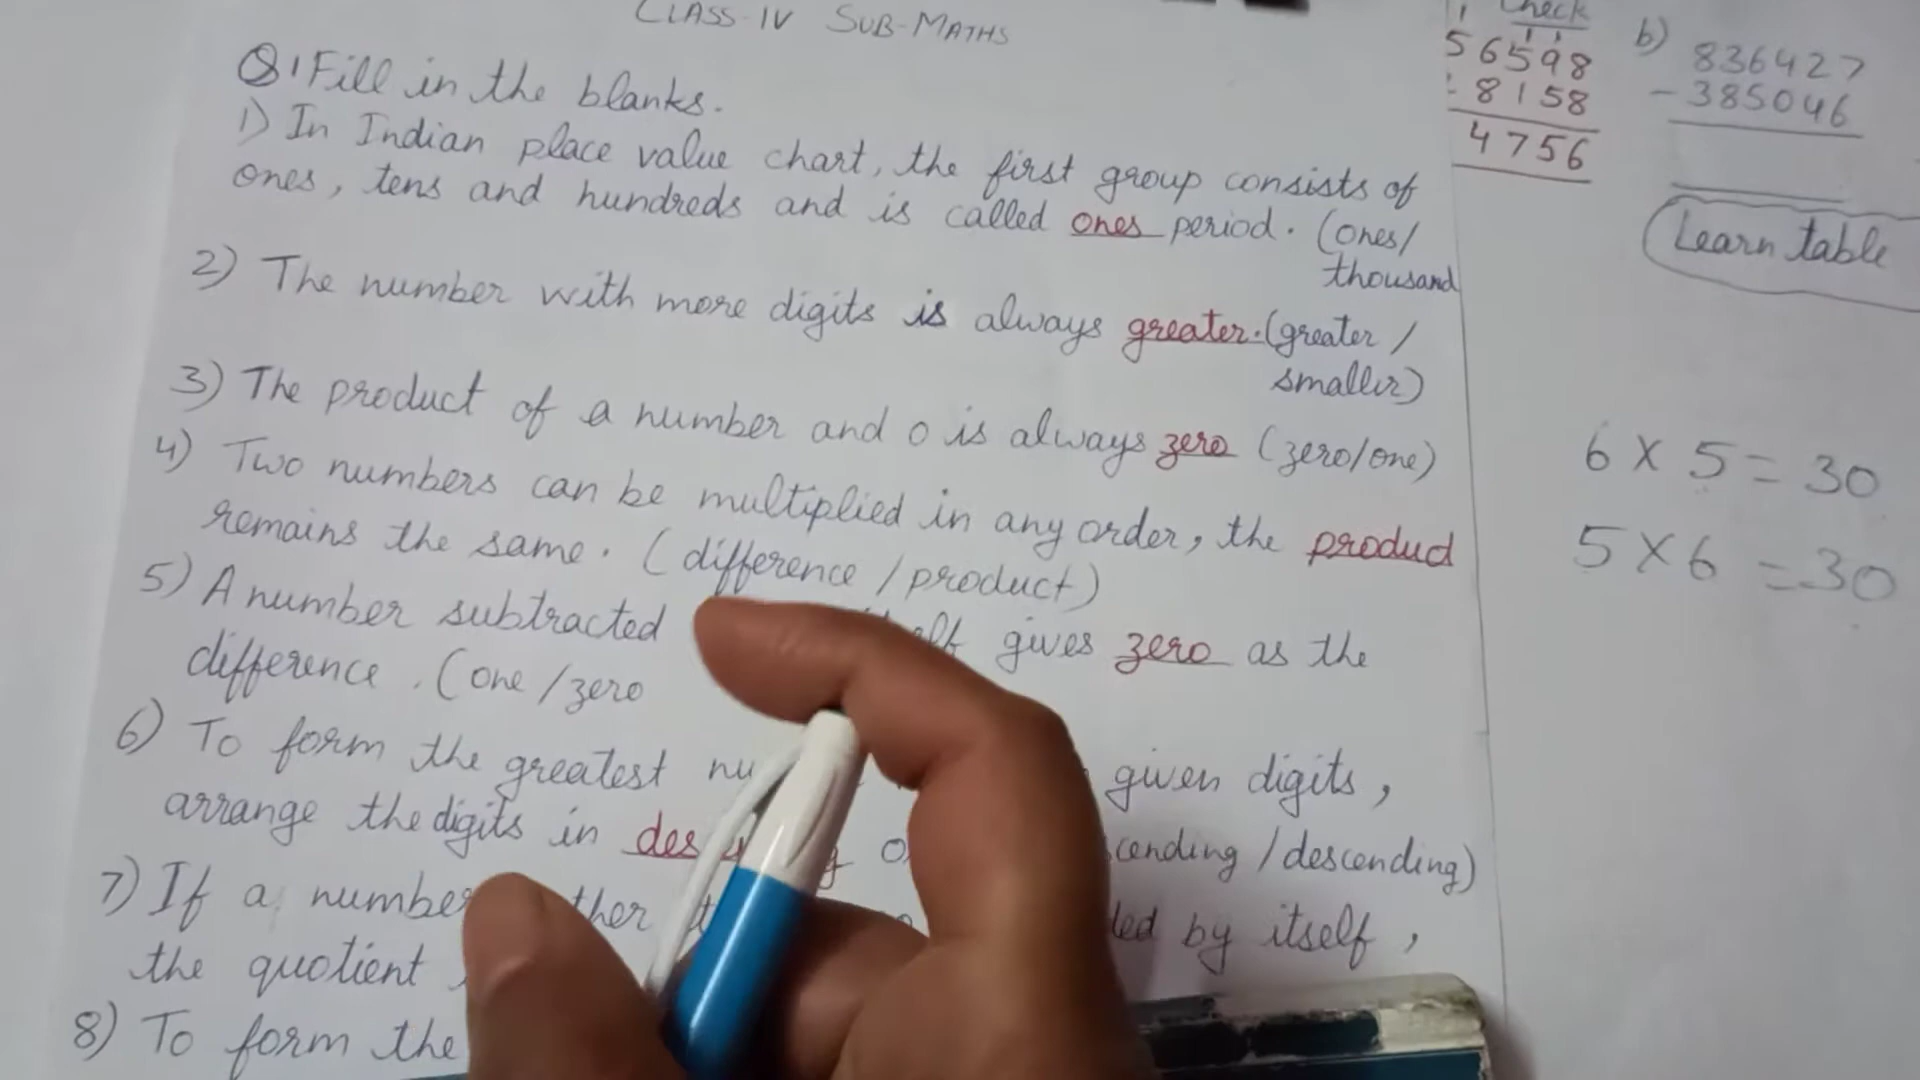 CLASS-IV SUB-MATHS
Q1 Fill in the blanks.
1) In Indian place value chart, the first group consists of
ones, tens and hundreds and is called ones period. (ones/
thousand
2) The number with more digits is always greater. (greater /
smaller)
3) The product of a number and 0 is always zero (zero/one)
4) Two numbers can be multiplied in any order, the product
remains the same. (difference / product)
5) A number subtracted gives zero as the
difference. (one / zero
6) To form the greatest given digits,
arrange the digits in /descending)
7) If a number by itself,
the quotient
8) To form the
Check
56598
8158
4756
b) 836427
- 385046
Learn table
6 x 5 = 30
5 x 6 = 30